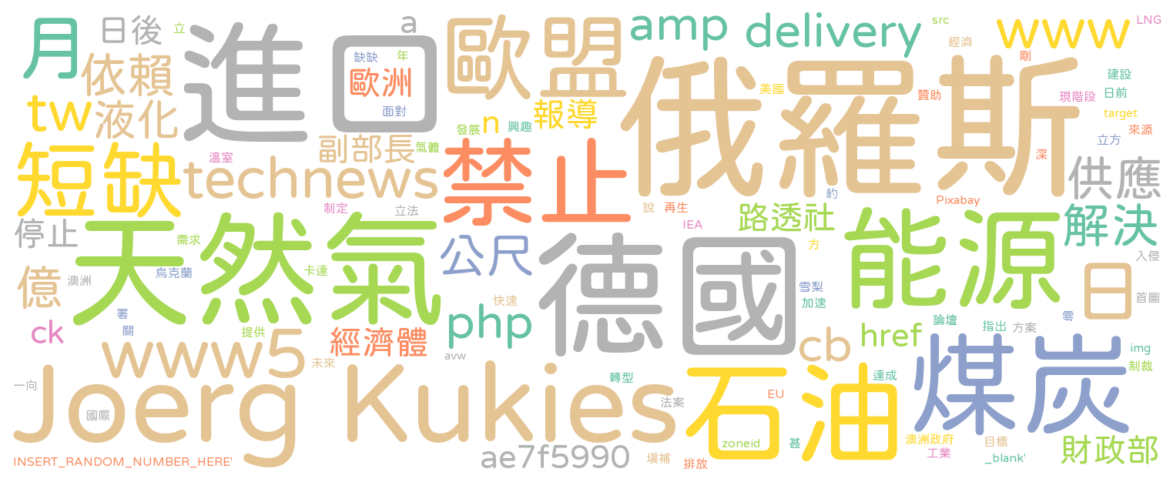 月 日後 立 進口 a 歐盟 amp delivery www src LNG
依賴 缺缺 年 歐洲 面對 經濟 剛 建設
tw 液化 發展 n 興趣 報導 俄羅斯 美國 贊助 現階段 日前 target
短缺 technews 溫室 副部長 氣體 禁止 立方 來源 深 供應
停止 天然氣 制定 立法 公尺 說 再生 IEA 約 路透社 Pixabay 能源 解決
億 澳洲 需求 烏克蘭 卡達 德國 方 雪梨 日 入侵
ck 署 關 提供 快速 php 加速 零 首圖
www5 未來 經濟體 avw cb href 論壇 指出 方案 img
一向 Joerg Kukies 轉型 石油 EU 達成 煤炭 制裁
國際 法案 zoneid 甚 澳洲政府 目標 財政部
INSERT_RANDOM_NUMBER_HERE' ae7f5990 填補 排放 工業 _blank'